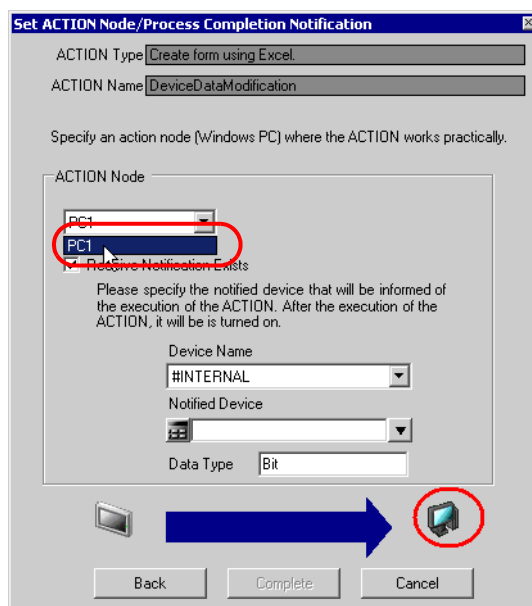 Set ACTION Node/Process Completion Notification
ACTION Type Create form using Excel.
ACTION Name DeviceDataModification
Specify an action node (Windows PC) where the ACTION works practically.
ACTION Node
PC1
PC1
Receive Notification Exists
Please specify the notified device that will be informed of
the execution of the ACTION. After the execution of the
ACTION, it will be is turned on.
Device Name
#INTERNAL
Notified Device
Data Type Bit
Back Complete Cancel